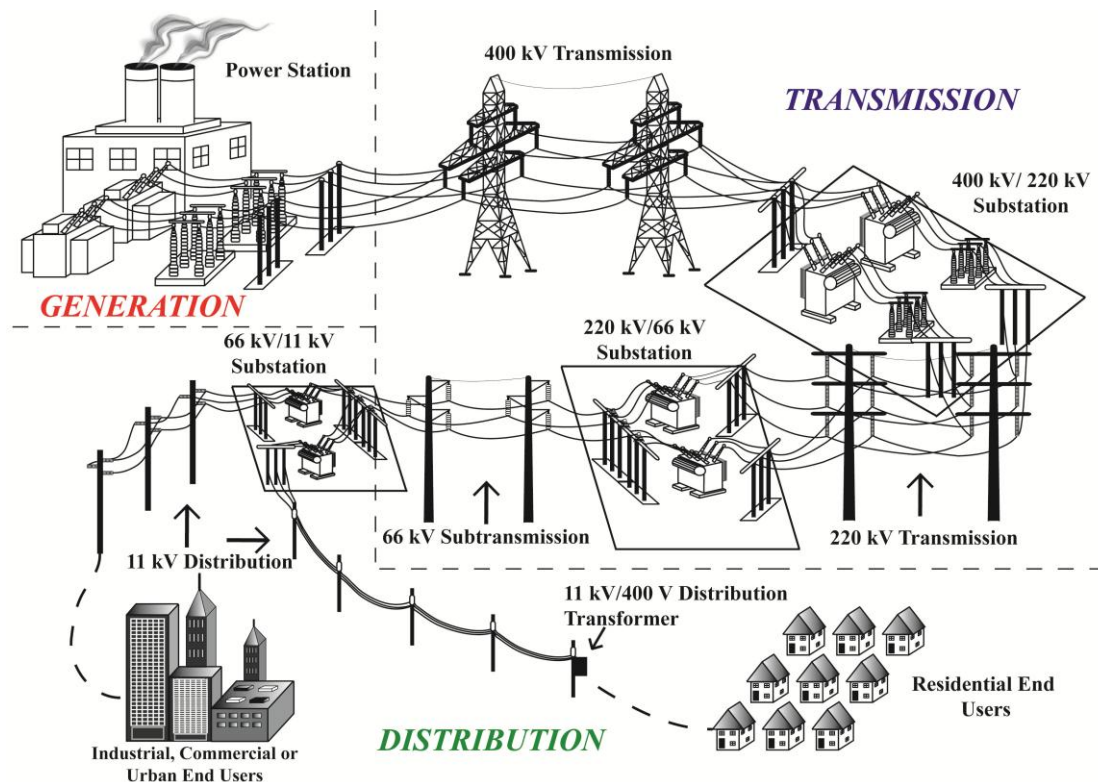 Power Station
400 kV Transmission
TRANSMISSION
400 kV/ 220 kV
Substation
GENERATION
66 kV/11 kV
Substation
220 kV/66 kV
Substation
66 kV Subtransmission
220 kV Transmission
11 kV Distribution
11 kV/400 V Distribution
Transformer
Residential End
Users
DISTRIBUTION
Industrial, Commercial or
Urban End Users